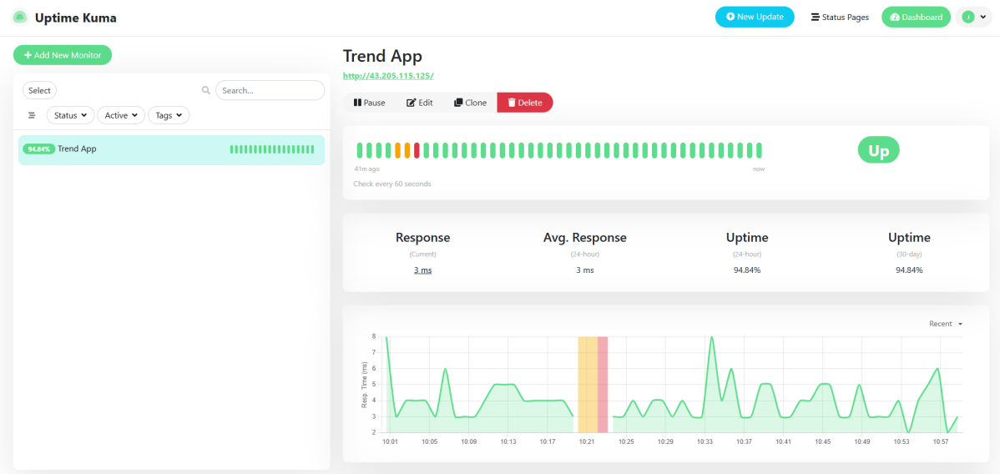 Uptime Kuma
New Update
Status Pages
Dashboard
J
Add New Monitor
Select
Search...
Status
Active
Tags
94.84%
Trend App
Trend App
http://43.205.115.125/
Pause
Edit
Clone
Delete
41m ago
now
Check every 60 seconds
Up
Response
(Current)
3 ms
Avg. Response
(24-hour)
3 ms
Uptime
(24-hour)
94.84%
Uptime
(30-day)
94.84%
Recent
Resp. Time (ms)
8
7
6
5
4
3
2
10:01 10:05 10:09 10:13 10:17 10:21 10:25 10:29 10:33 10:37 10:41 10:45 10:49 10:53 10:57